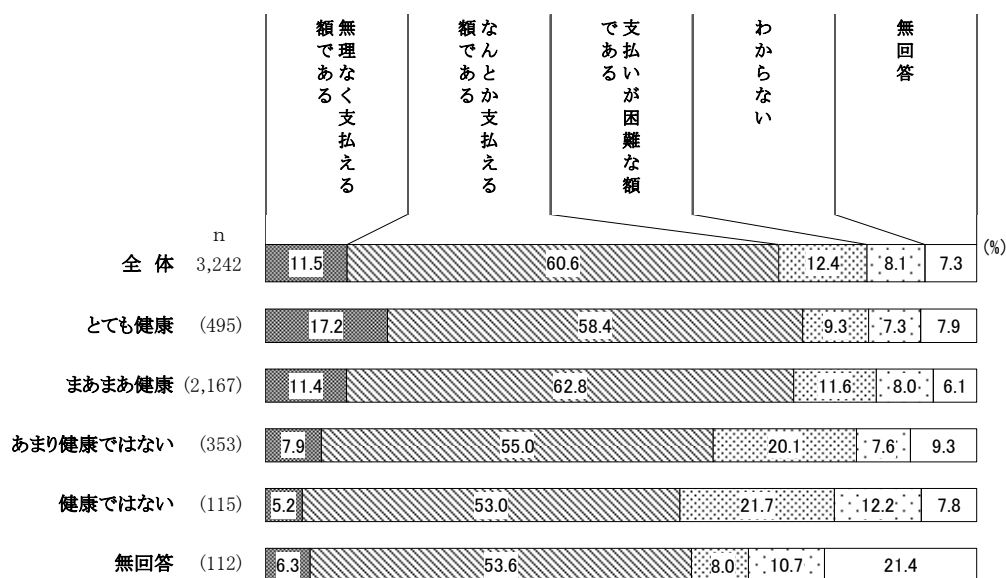 無理なく支払える
額である
なんとか支払える
額である
支払いが困難な額
である
わからない
無回答
n
(%)
全 体 3,242 11.5 60.6 12.4 8.1 7.3
とても健康 (495) 17.2 58.4 9.3 7.3 7.9
まあまあ健康 (2,167) 11.4 62.8 11.6 8.0 6.1
あまり健康ではない (353) 7.9 55.0 20.1 7.6 9.3
健康ではない (115) 5.2 53.0 21.7 12.2 7.8
無回答 (112) 6.3 53.6 8.0 10.7 21.4